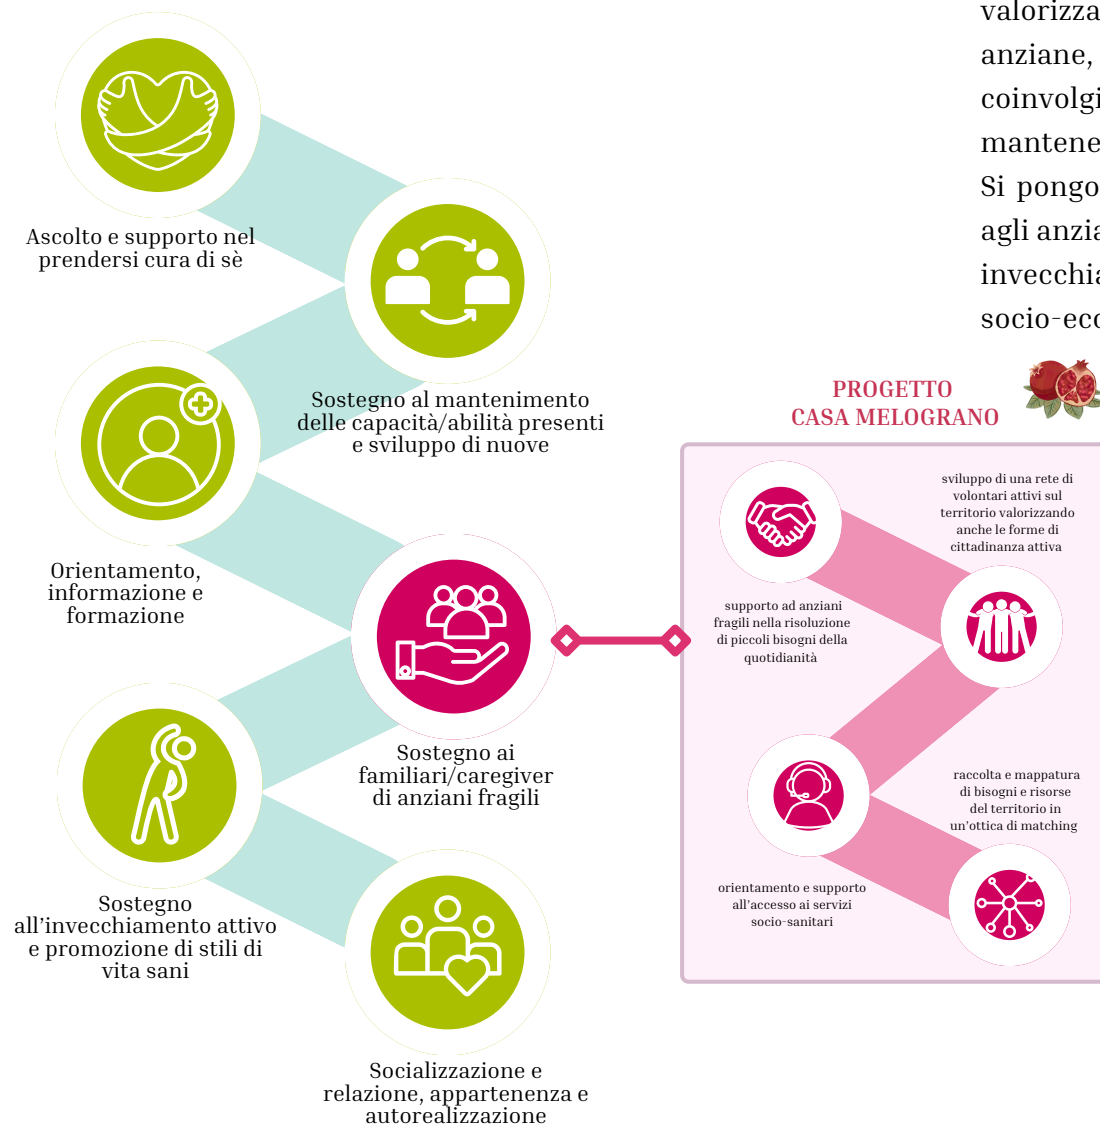 valorizza
anziane,
coinvolgi
mantene
Si pongo
agli anzia
invecchia
socio-eco
Ascolto e supporto nel
prendersi cura di sè
Sostegno al mantenimento
delle capacità/abilità presenti
e sviluppo di nuove
Orientamento,
informazione e
formazione
Sostegno ai
familiari/caregiver
di anziani fragili
Sostegno
all'invecchiamento attivo
e promozione di stili di
vita sani
Socializzazione e
relazione, appartenenza e
autorealizzazione
PROGETTO
CASA MELOGRANO
supporto ad anziani
fragili nella risoluzione
di piccoli bisogni della
quotidianità
sviluppo di una rete di
volontari attivi sul
territorio valorizzando
anche le forme di
cittadinanza attiva
orientamento e supporto
all'accesso ai servizi
socio-sanitari
raccolta e mappatura
di bisogni e risorse
del territorio in
un'ottica di matching